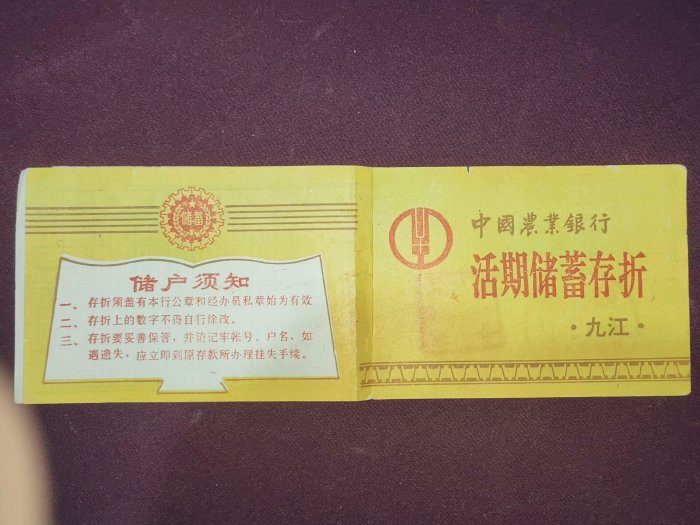 储蓄
储户须知
一、存折须盖有本行公章和经办员私章始为有效
二、存折上的数字不得自行涂改。
三、存折要妥善保管、并请记牢帐号、户名,如
遇遗失,应立即到原存款所办理挂失手续。
中國農業銀行
活期储蓄存折
·九江·